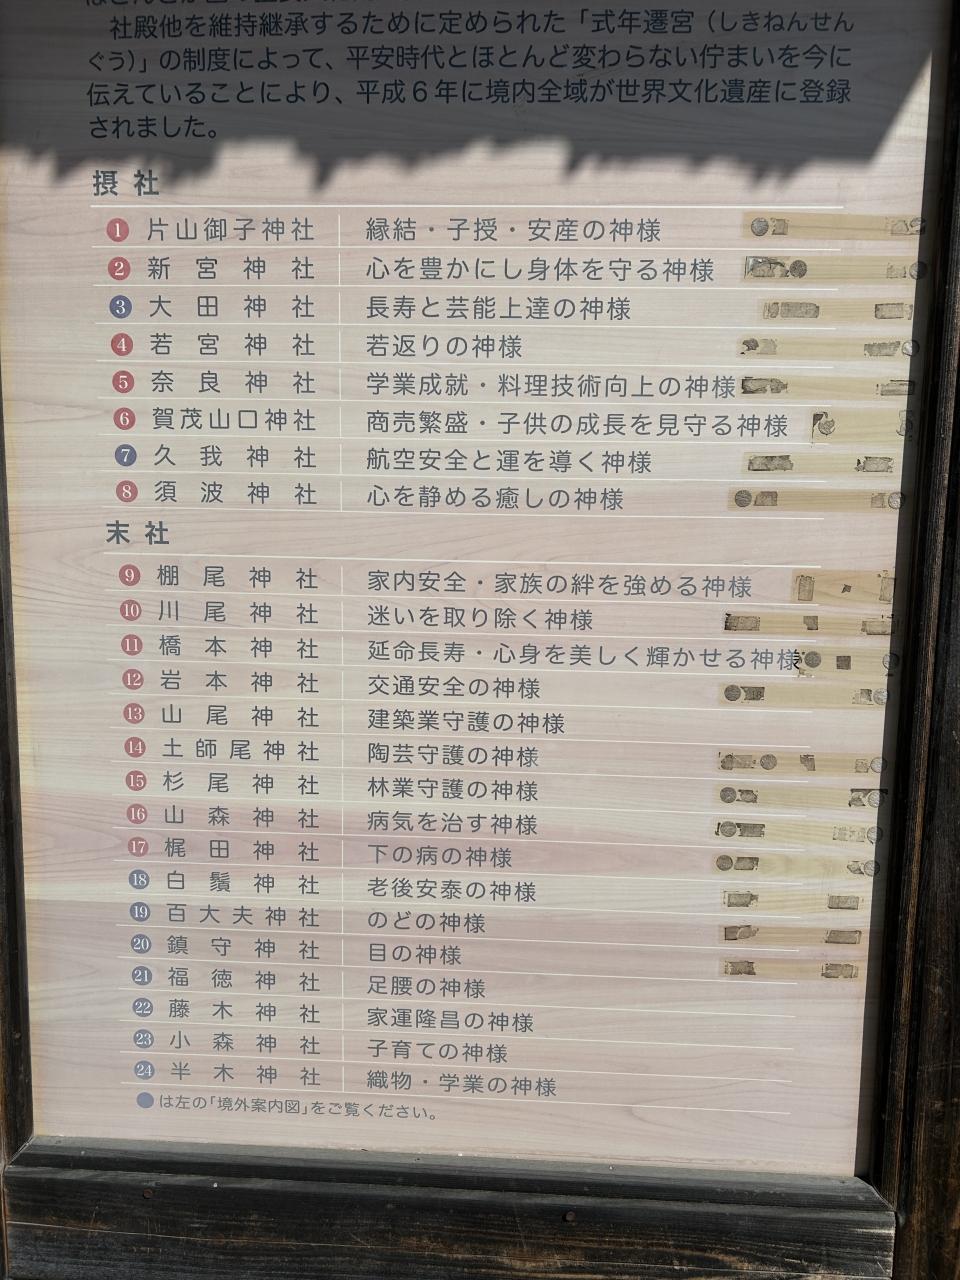 社殿他を維持継承するために定められた「式年遷宮（しきねんせん
ぐう）」の制度によって、平安時代とほとんど変わらない佇まいを今に
伝えていることにより、平成６年に境内全域が世界文化遺産に登録
されました。
摂社
1 片山御子神社 縁結・子授・安産の神様
2 新宮神社 心を豊かにし身体を守る神様
3 大田神社 長寿と芸能上達の神様
4 若宮神社 若返りの神様
5 奈良神社 学業成就・料理技術向上の神様
6 賀茂山口神社 商売繁盛・子供の成長を見守る神様
7 久我神社 航空安全と運を導く神様
8 須波神社 心を静める癒しの神様
末社
9 棚尾神社 家内安全・家族の絆を強める神様
10 川尾神社 迷いを取り除く神様
11 橋本神社 延命長寿・心身を美しく輝かせる神様
12 岩本神社 交通安全の神様
13 山尾神社 建築業守護の神様
14 土師尾神社 陶芸守護の神様
15 杉尾神社 林業守護の神様
16 山森神社 病気を治す神様
17 梶田神社 下の病の神様
18 白鬚神社 老後安泰の神様
19 百大夫神社 のどの神様
20 鎮守神社 目の神様
21 福徳神社 足腰の神様
22 藤木神社 家運隆昌の神様
23 小森神社 子育ての神様
24 半木神社 織物・学業の神様
●は左の「境外案内図」をご覧ください。